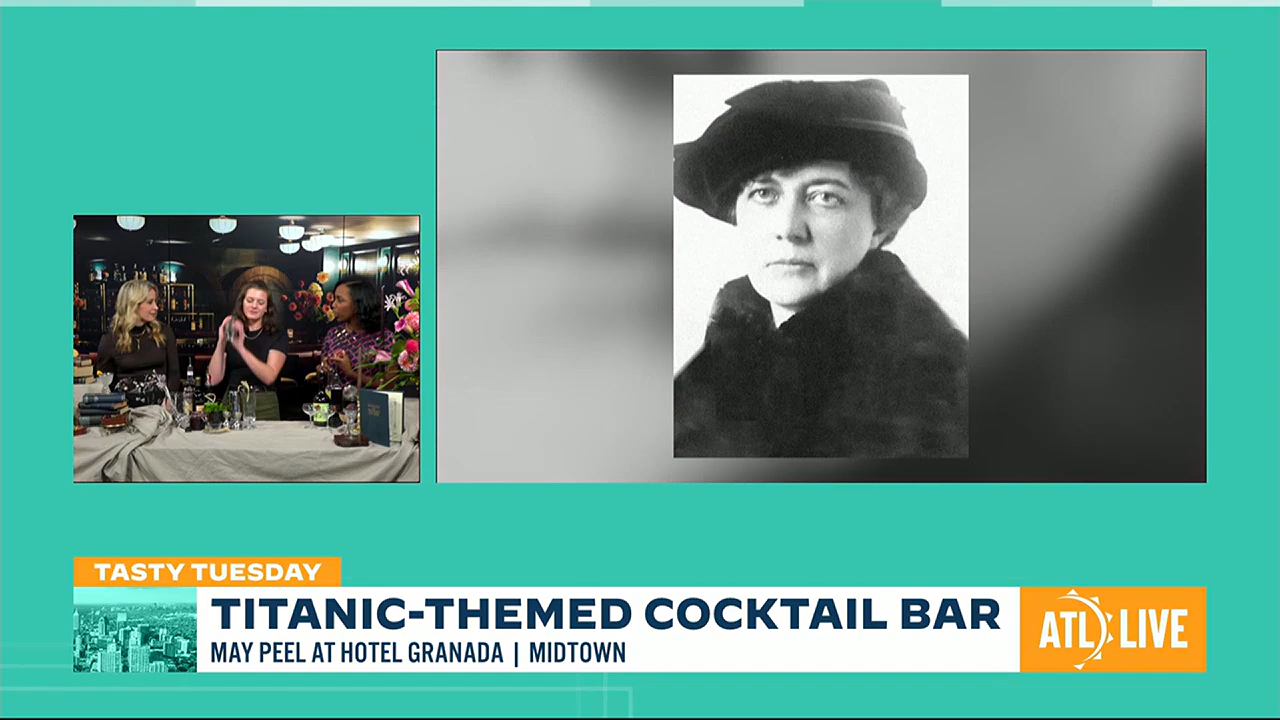 TASTY TUESDAY
TITANIC-THEMED COCKTAIL BAR
MAY PEEL AT HOTEL GRANADA | MIDTOWN
ATL LIVE